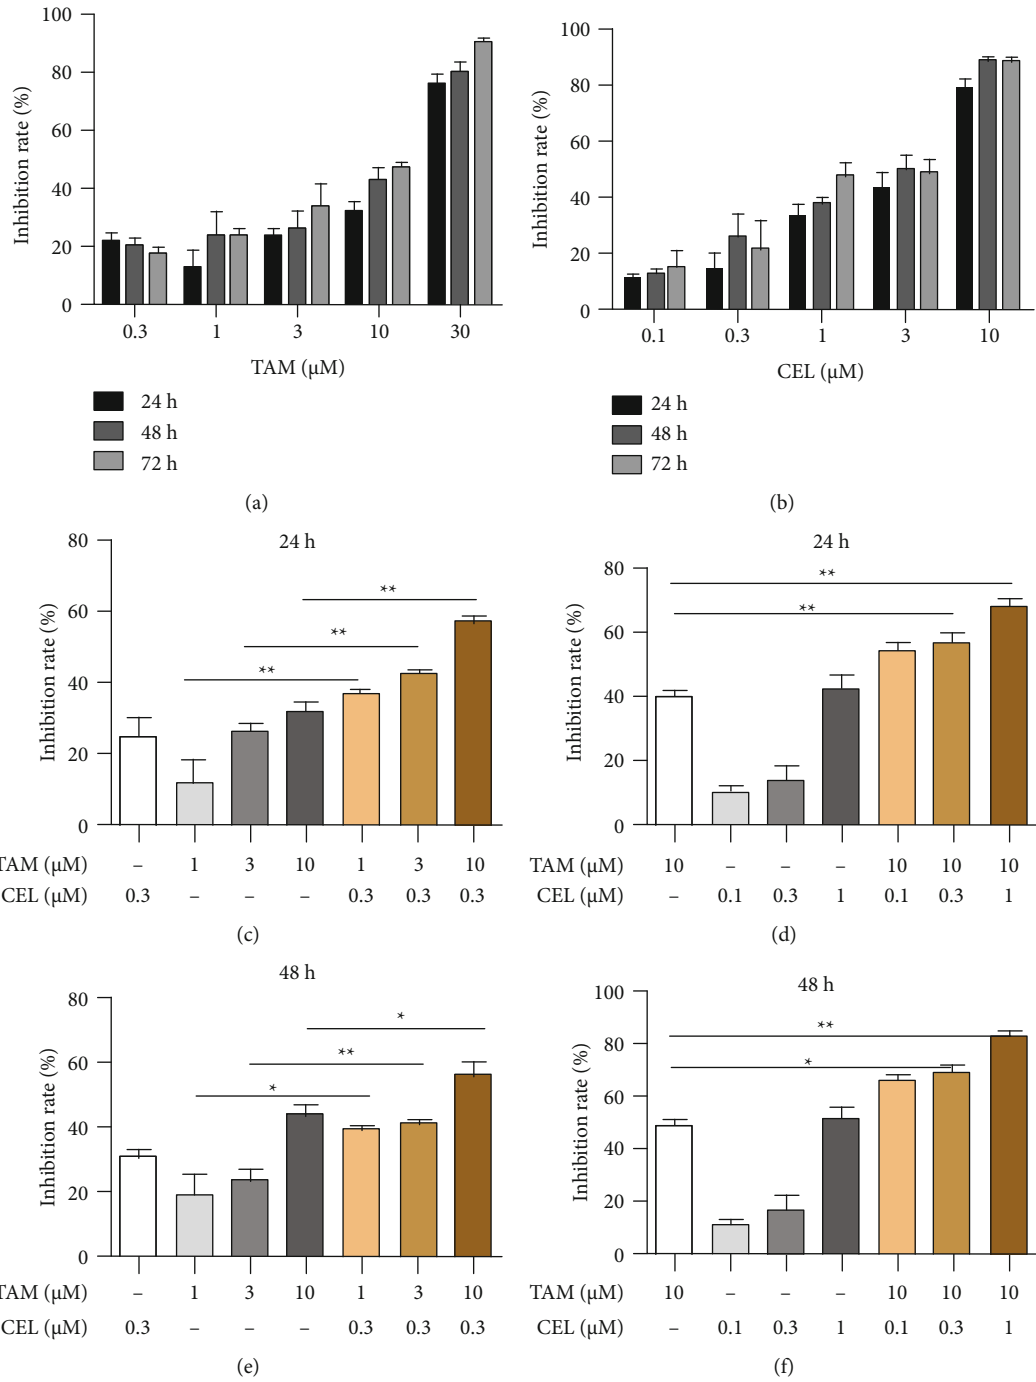 100
80
60
40
20
0
Inhibition rate (%)
0.3 1 3 10 30
TAM (μM)
24 h
48 h
72 h
(a)
100
80
60
40
20
0
Inhibition rate (%)
0.1 0.3 1 3 10
CEL (μM)
24 h
48 h
72 h
(b)
24 h
80
60
40
20
0
Inhibition rate (%)
** ** **
TAM (μM) – 1 3 10 1 3 10
CEL (μM) 0.3 – – – 0.3 0.3 0.3
(c)
24 h
80
60
40
20
0
Inhibition rate (%)
**
**
TAM (μM) 10 – – – 10 10 10
CEL (μM) – 0.1 0.3 1 0.1 0.3 1
(d)
48 h
80
60
40
20
0
Inhibition rate (%)
* ** *
TAM (μM) – 1 3 10 1 3 10
CEL (μM) 0.3 – – – 0.3 0.3 0.3
(e)
48 h
100
80
60
40
20
0
Inhibition rate (%)
**
*
TAM (μM) 10 – – – 10 10 10
CEL (μM) – 0.1 0.3 1 0.1 0.3 1
(f)